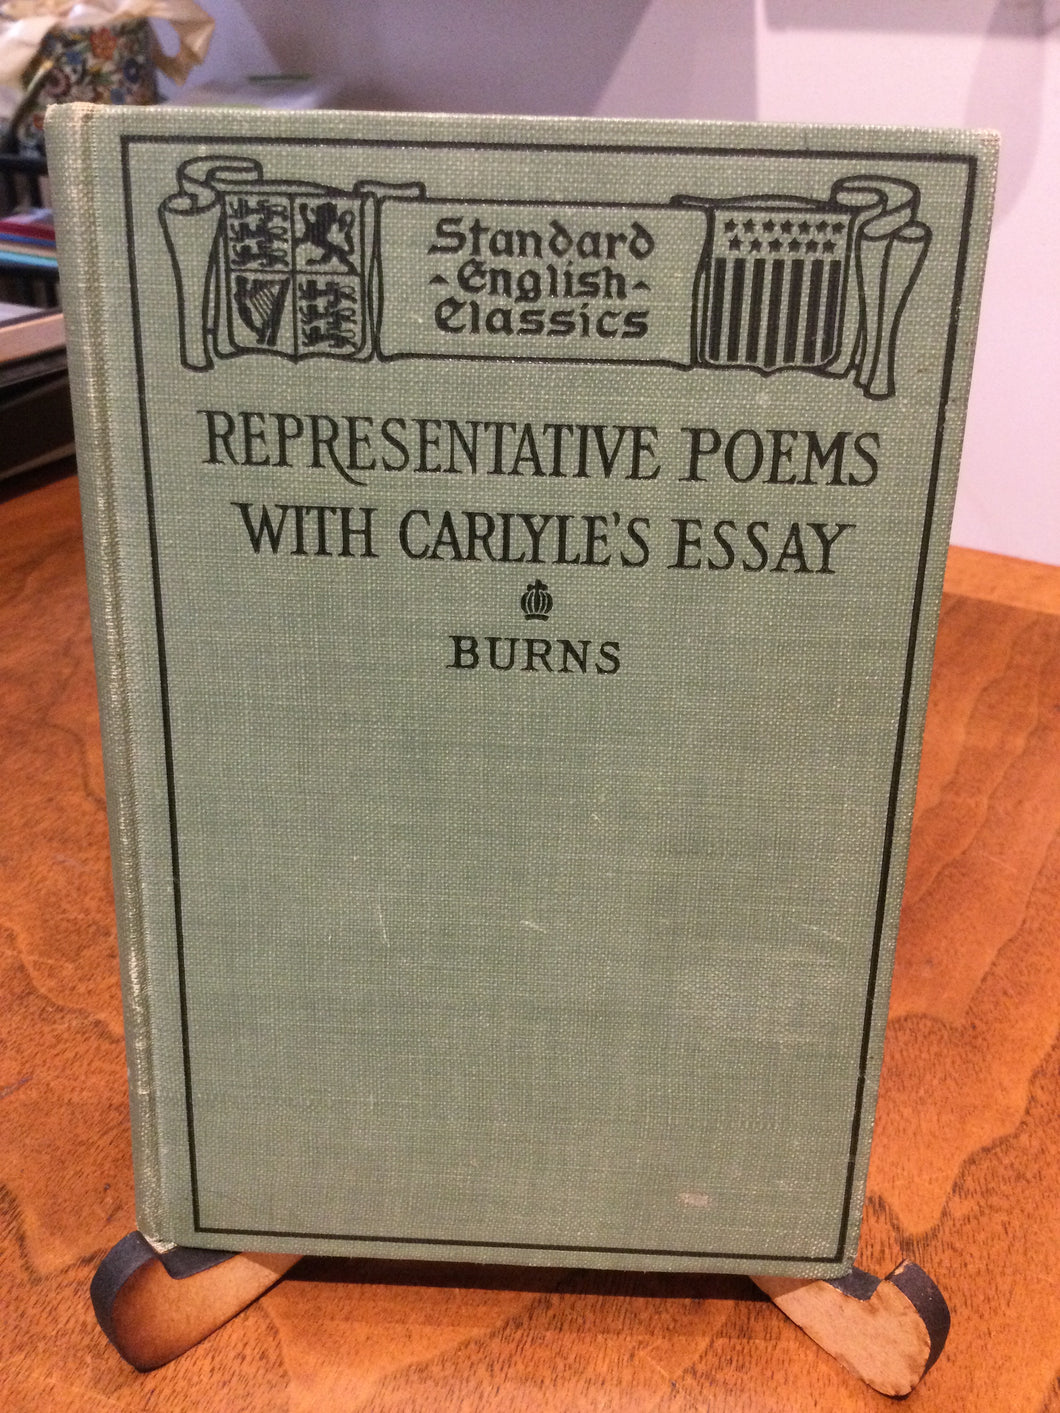 Standard
-English-
Classics
REPRESENTATIVE POEMS
WITH CARLYLE'S ESSAY
BURNS